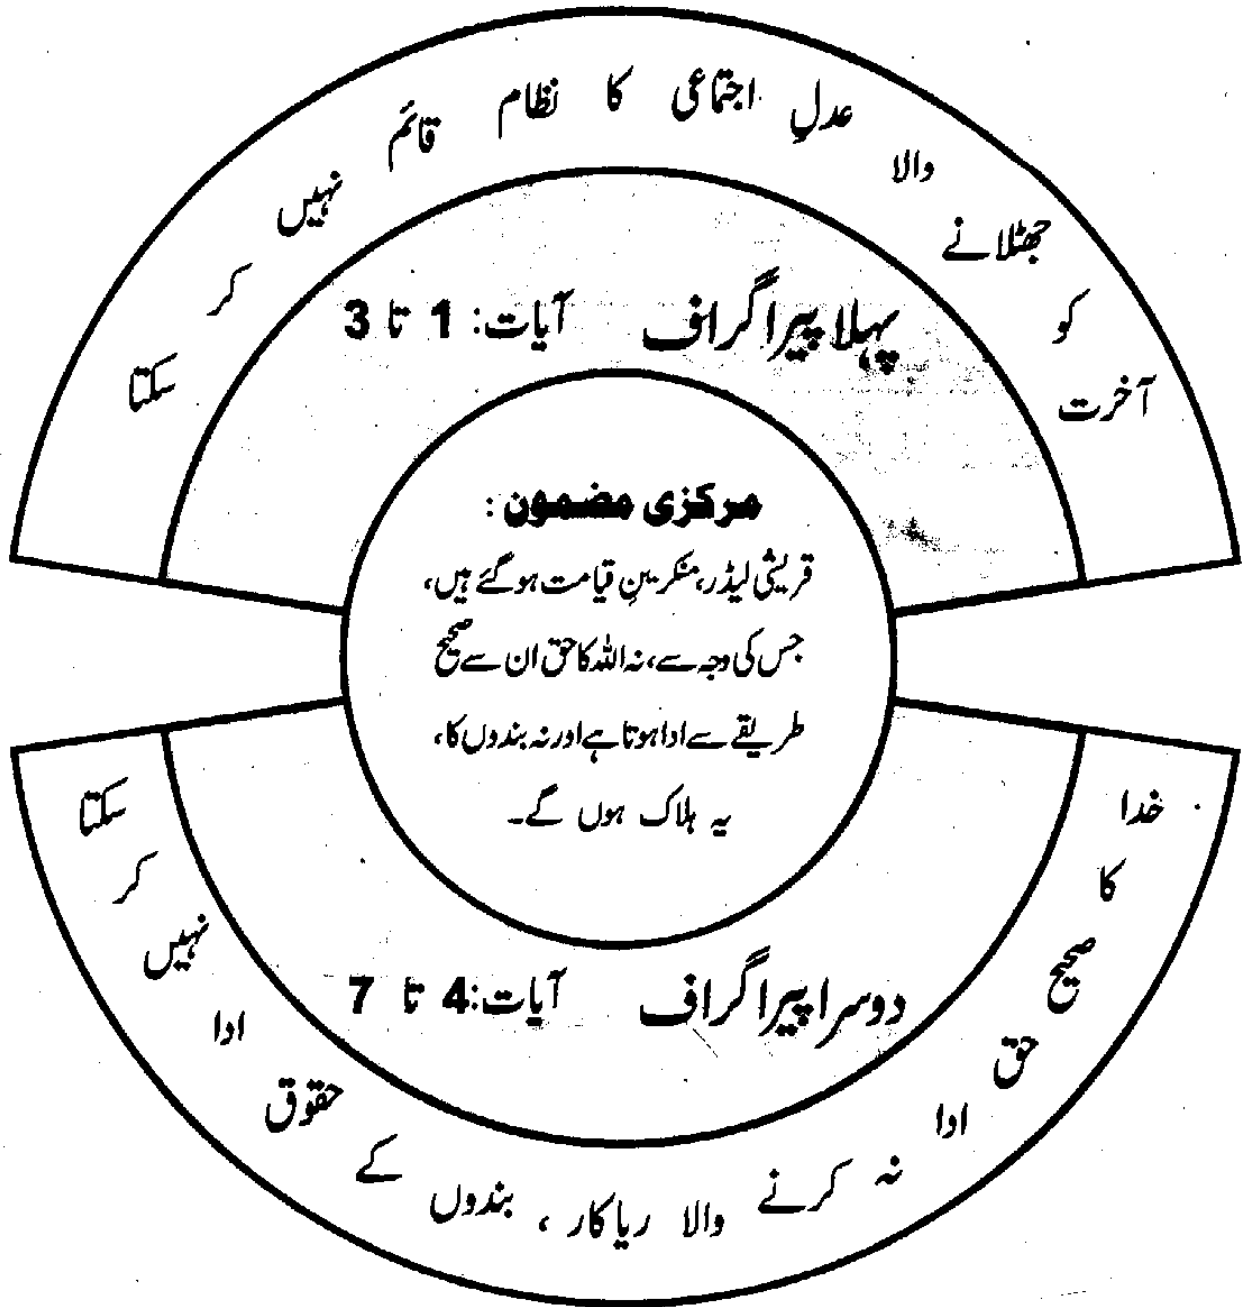 آخرت کو جھٹلانے والا عدلِ اجتماعی کا نظام قائم نہیں کر سکتا
پہلا پیراگراف آیات: 1 تا 3
مرکزی مضمون :
قریشی لیڈر، منکرینِ قیامت ہو گئے ہیں،
جس کی وجہ سے، نہ اللہ کا حق ان سے صحیح
طریقے سے ادا ہوتا ہے اور نہ بندوں کا،
یہ ہلاک ہوں گے۔
دوسرا پیراگراف آیات: 4 تا 7
خدا کا صحیح حق ادا نہ کرنے والا ریاکار ، بندوں کے حقوق ادا نہیں کر سکتا